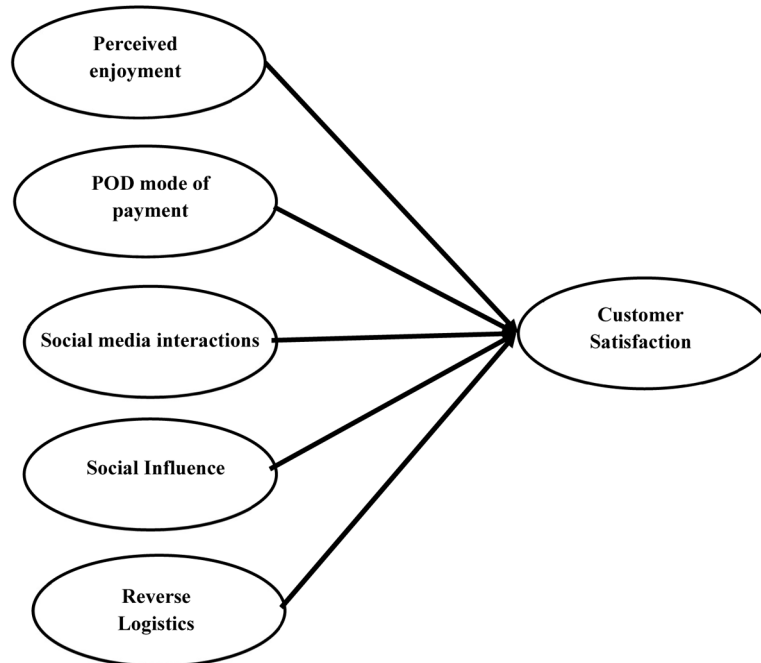 Perceived
enjoyment
POD mode of
payment
Social media interactions
Customer
Satisfaction
Social Influence
Reverse
Logistics